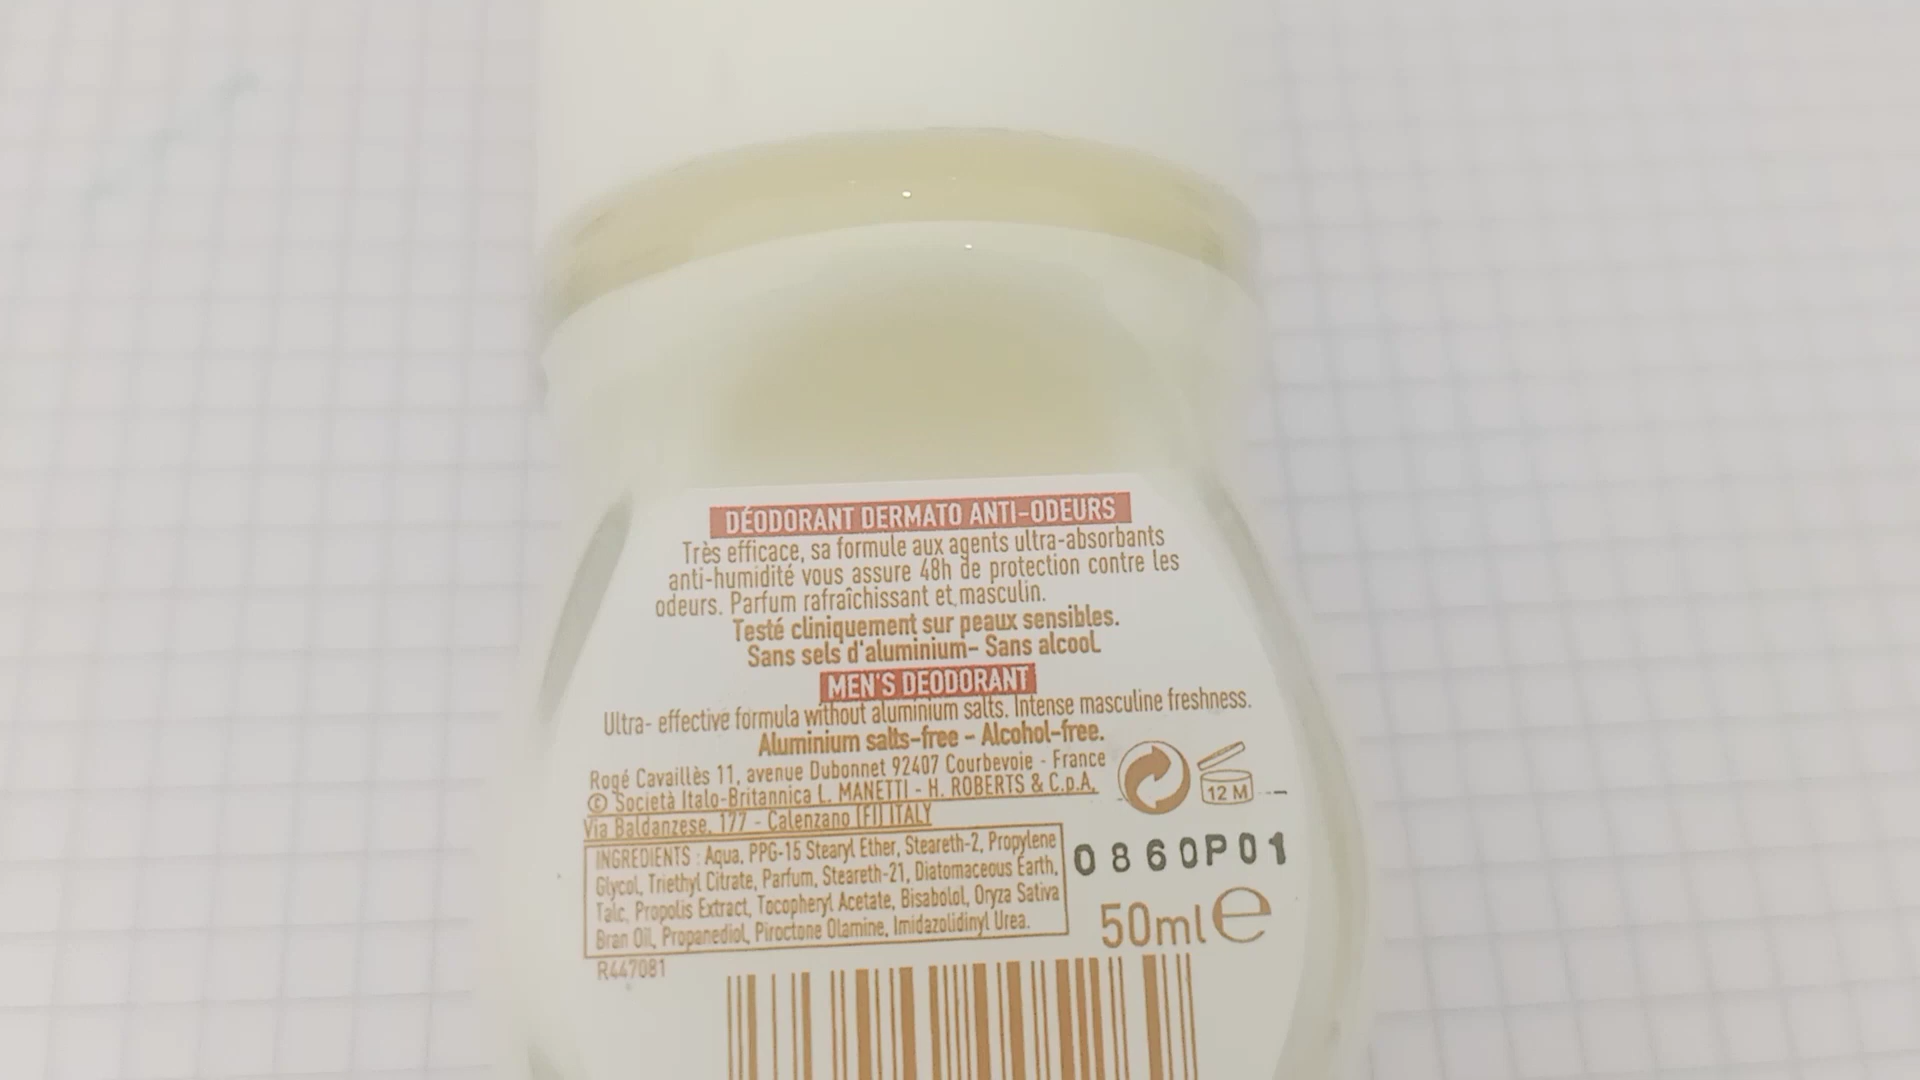 DÉODORANT DERMATO ANTI-ODEURS
Très efficace, sa formule aux agents ultra-absorbants
anti-humidité vous assure 48h de protection contre les
odeurs. Parfum rafraîchissant et masculin.
Testé cliniquement sur peaux sensibles.
Sans sels d'aluminium- Sans alcool
MEN'S DEODORANT
Ultra- effective formula without aluminium salts. Intense masculine freshness.
Aluminium salts-free - Alcohol-free.
Rogé Cavaillès 11, avenue Dubonnet 92407 Courbevoie - France
© Società Italo-Britannica L. MANETTI - H. ROBERTS & C.p.A.
Via Baldanzese, 177 - Calenzano (FI) ITALY
12 M
INGREDIENTS : Aqua, PPG-15 Stearyl Ether, Steareth-2, Propylene
Glycol, Triethyl Citrate, Parfum, Steareth-21, Diatomaceous Earth,
Talc, Propolis Extract, Tocopheryl Acetate, Bisabolol, Oryza Sativa
Bran Oil, Propanediol, Piroctone Olamine, Imidazolidinyl Urea.
0860P01
50ml e
R447081